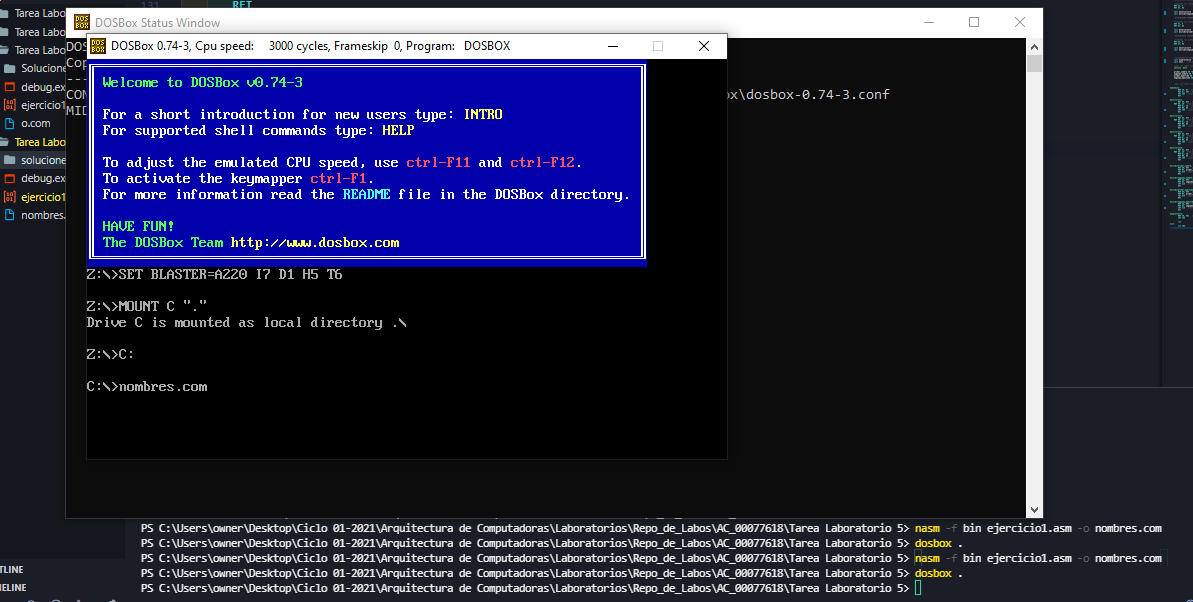 131 RET
Tarea Labo
Tarea Labo
Tarea Labo
Solucione
debug.ex
ejercicio1
o.com
Tarea Labo
solucione
debug.ex
ejercicio1
nombres.
DOSBox Status Window
DOS
Cop
---
CON
ox\dosbox-0.74-3.conf
MID
DOSBox 0.74-3, Cpu speed: 3000 cycles, Frameskip 0, Program: DOSBOX
Welcome to DOSBox v0.74-3
For a short introduction for new users type: INTRO
For supported shell commands type: HELP
To adjust the emulated CPU speed, use ctrl-F11 and ctrl-F12.
To activate the keymapper ctrl-F1.
For more information read the README file in the DOSBox directory.
HAVE FUN!
The DOSBox Team http://www.dosbox.com
Z:\>SET BLASTER=A220 I7 D1 H5 T6
Z:\>MOUNT C "."
Drive C is mounted as local directory .\
Z:\>C:
C:\>nombres.com
PS C:\Users\owner\Desktop\Ciclo 01-2021\Arquitectura de Computadoras\Laboratorios\Repo_de_Labos\AC_00077618\Tarea Laboratorio 5> nasm -f bin ejercicio1.asm -o nombres.com
PS C:\Users\owner\Desktop\Ciclo 01-2021\Arquitectura de Computadoras\Laboratorios\Repo_de_Labos\AC_00077618\Tarea Laboratorio 5> dosbox .
PS C:\Users\owner\Desktop\Ciclo 01-2021\Arquitectura de Computadoras\Laboratorios\Repo_de_Labos\AC_00077618\Tarea Laboratorio 5> nasm -f bin ejercicio1.asm -o nombres.com
PS C:\Users\owner\Desktop\Ciclo 01-2021\Arquitectura de Computadoras\Laboratorios\Repo_de_Labos\AC_00077618\Tarea Laboratorio 5> dosbox .
PS C:\Users\owner\Desktop\Ciclo 01-2021\Arquitectura de Computadoras\Laboratorios\Repo_de_Labos\AC_00077618\Tarea Laboratorio 5>
TLINE
IELINE